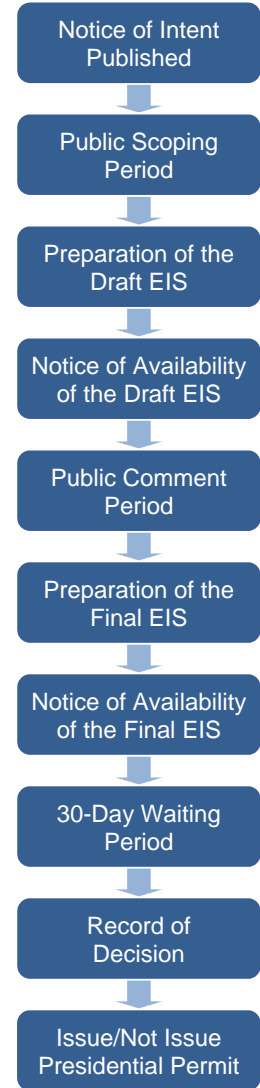 Notice of Intent
Published
Public Scoping
Period
Preparation of the
Draft EIS
Notice of Availability
of the Draft EIS
Public Comment
Period
Preparation of the
Final EIS
Notice of Availability
of the Final EIS
30-Day Waiting
Period
Record of
Decision
Issue/Not Issue
Presidential Permit